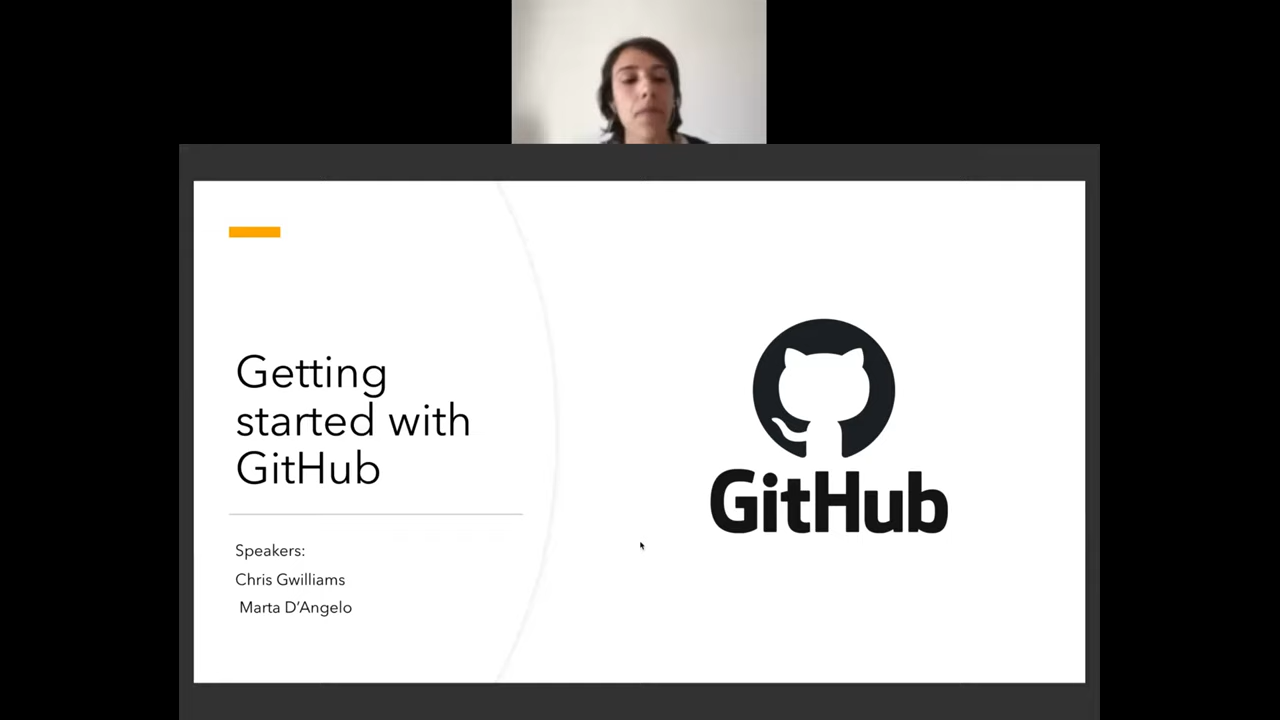 Getting
started with
GitHub
Speakers:
Chris Gwilliams
Marta D’Angelo
GitHub